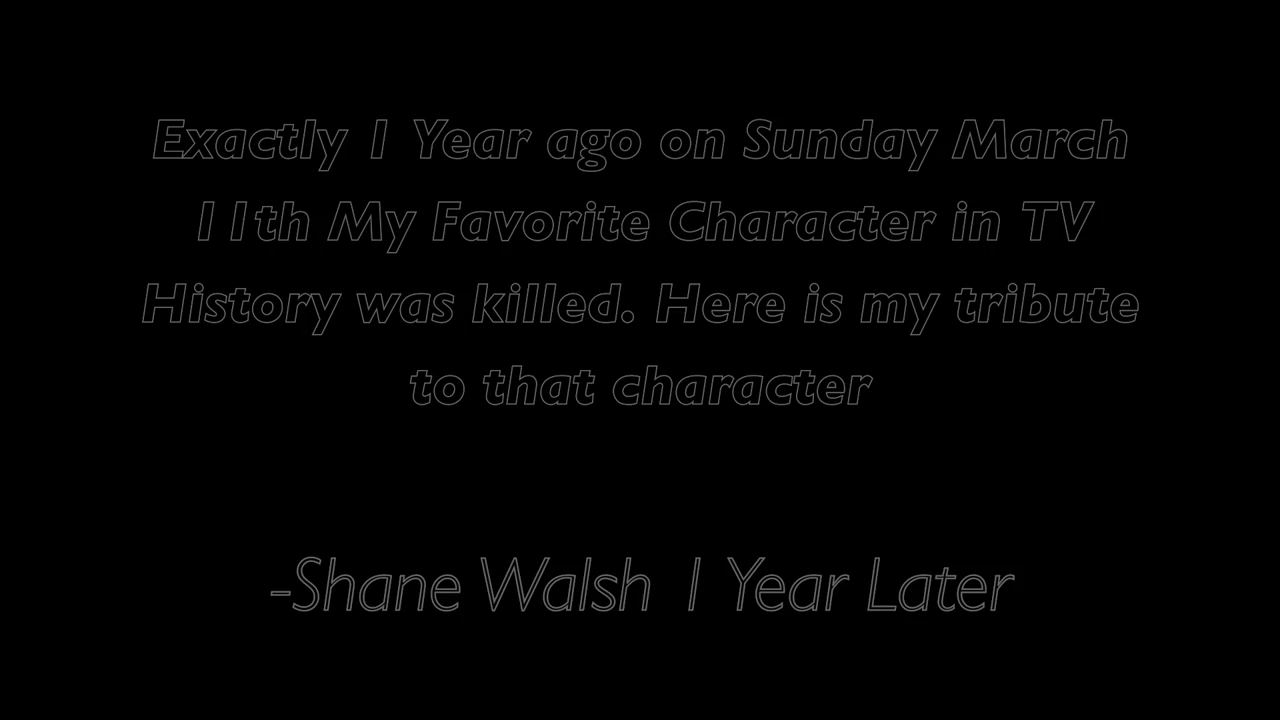 Exactly 1 Year ago on Sunday March
11th My Favorite Character in TV
History was killed. Here is my tribute
to that character
-Shane Walsh 1 Year Later